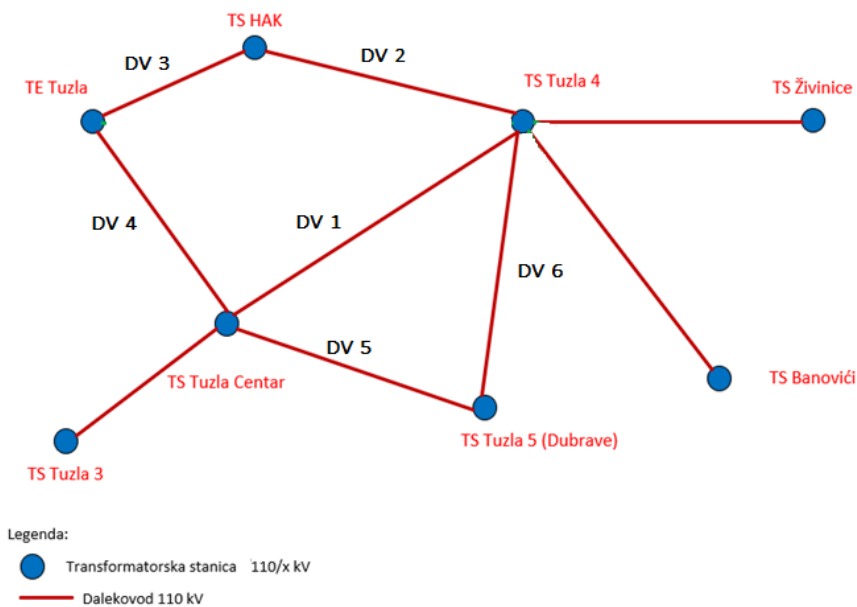 TS HAK
DV 3
DV 2
TE Tuzla
TS Tuzla 4
TS Živinice
DV 4
DV 1
DV 6
DV 5
TS Tuzla Centar
TS Banovići
TS Tuzla 5 (Dubrave)
TS Tuzla 3
Legenda:
Transformatorska stanica 110/x kV
Dalekovod 110 kV